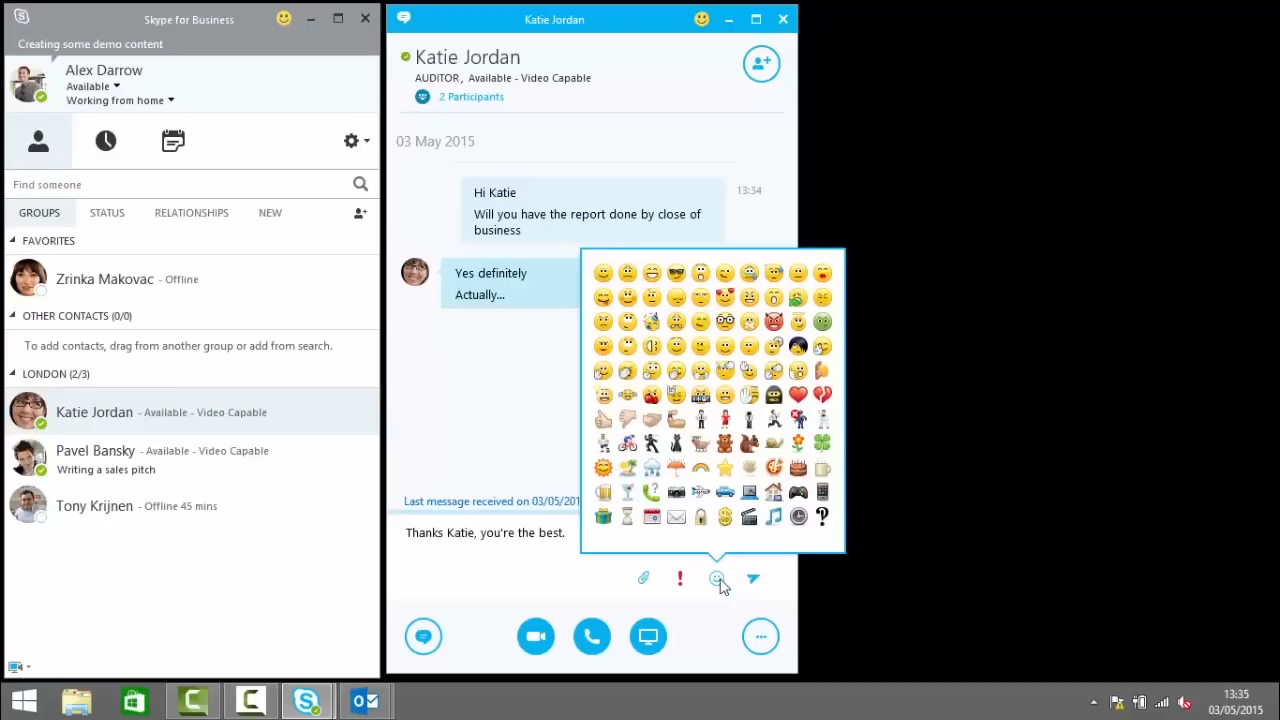 Skype for Business
Creating some demo content
Alex Darrow
Available
Working from home
Find someone
GROUPS STATUS RELATIONSHIPS NEW
FAVORITES
Zrinka Makovac - Offline
OTHER CONTACTS (0/0)
To add contacts, drag from another group or add from search.
LONDON (2/3)
Katie Jordan - Available - Video Capable
Pavel Bansky - Available - Video Capable
Writing a sales pitch
Tony Krijnen - Offline 45 mins
Katie Jordan
Katie Jordan
AUDITOR, Available - Video Capable
2 Participants
03 May 2015
Hi Katie 13:34
Will you have the report done by close of
business
Yes definitely
Actually...
Last message received on 03/05/201
Thanks Katie, you're the best.
13:35
03/05/2015